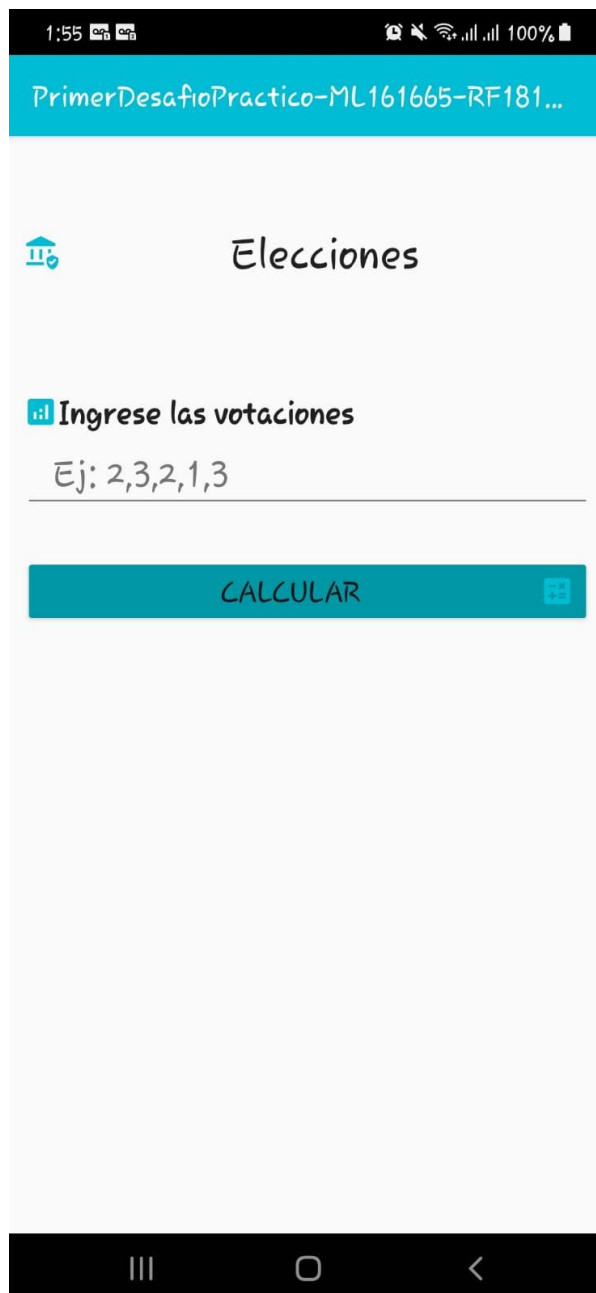 1:55 100%
PrimerDesafioPractico-ML161665-RF181...
Elecciones
Ingrese las votaciones
Ej: 2,3,2,1,3
CALCULAR